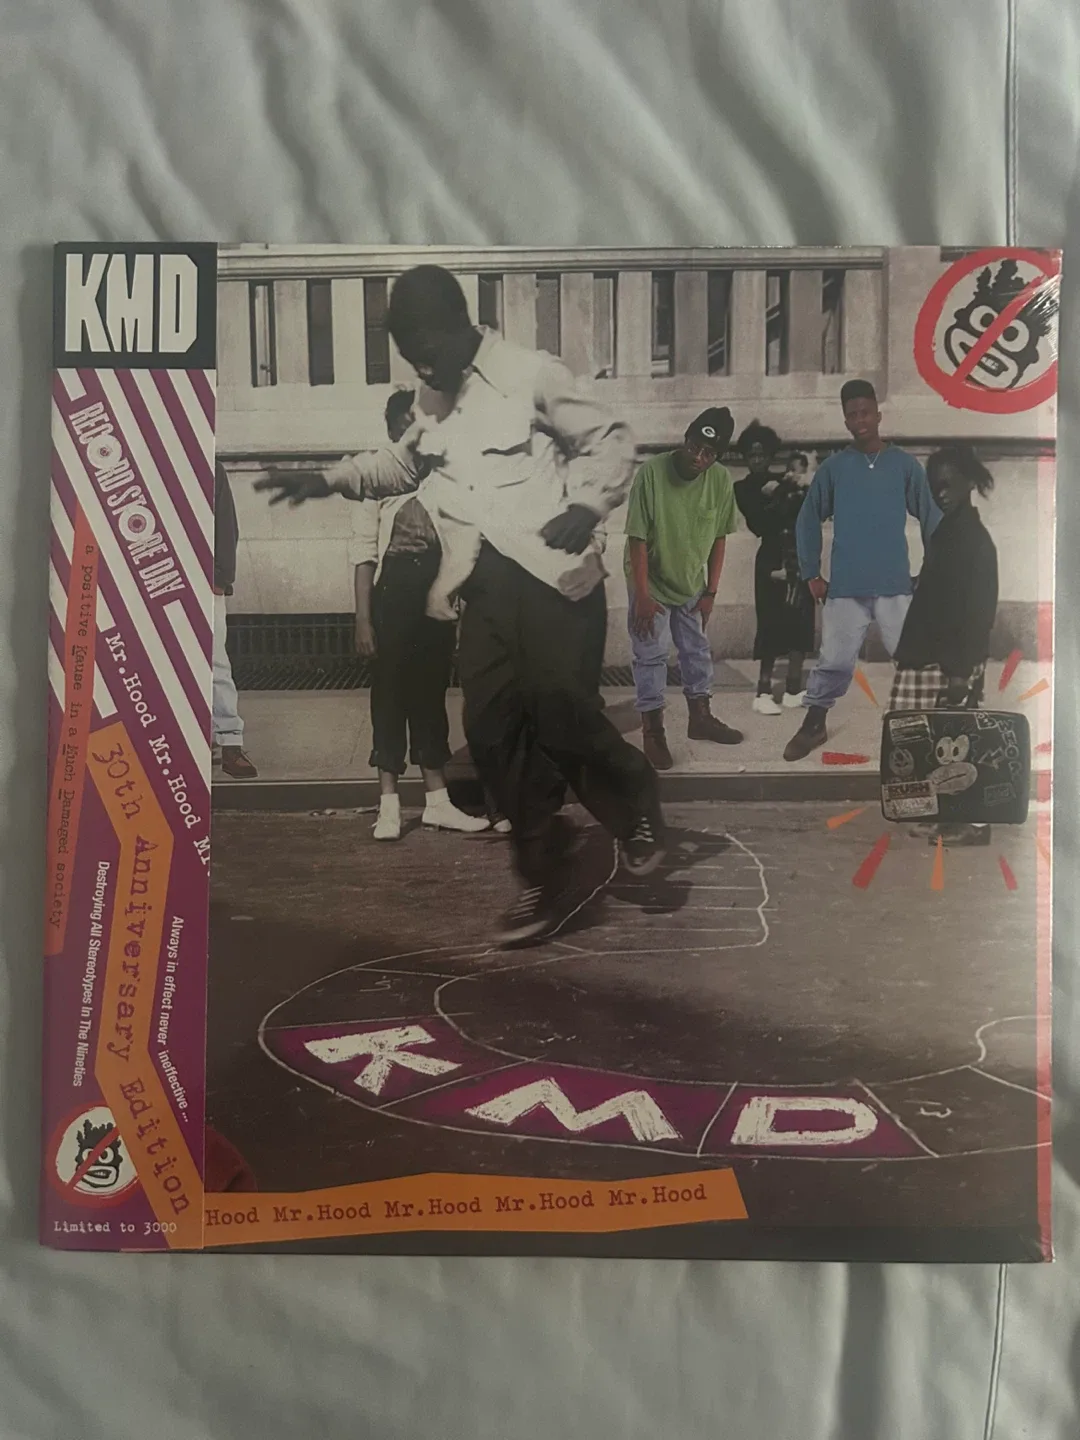 KMD
RECORD STORE DAY
a positive Kause in a Much Damaged society
Mr.Hood Mr.Hood Mr
30th Anniversary Edition
Destroying All Stereotypes In The Nineties
Always in effect never ineffective ...
Limited to 3000
G
RUSH
KMD
Hood Mr.Hood Mr.Hood Mr.Hood Mr.Hood